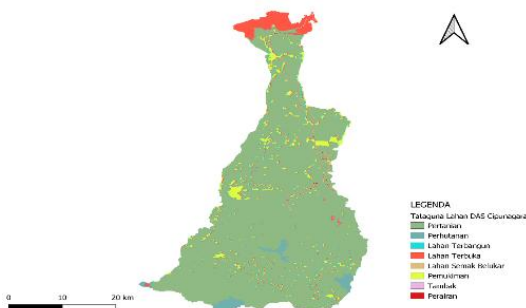 LEGENDA
Tataguna Lahan DAS Cipunagara
Pertanian
Perhutanan
Lahan Terbangun
Lahan Terbuka
Lahan Semak Belukar
Pemukiman
Tambak
Perairan
0 10 20 km